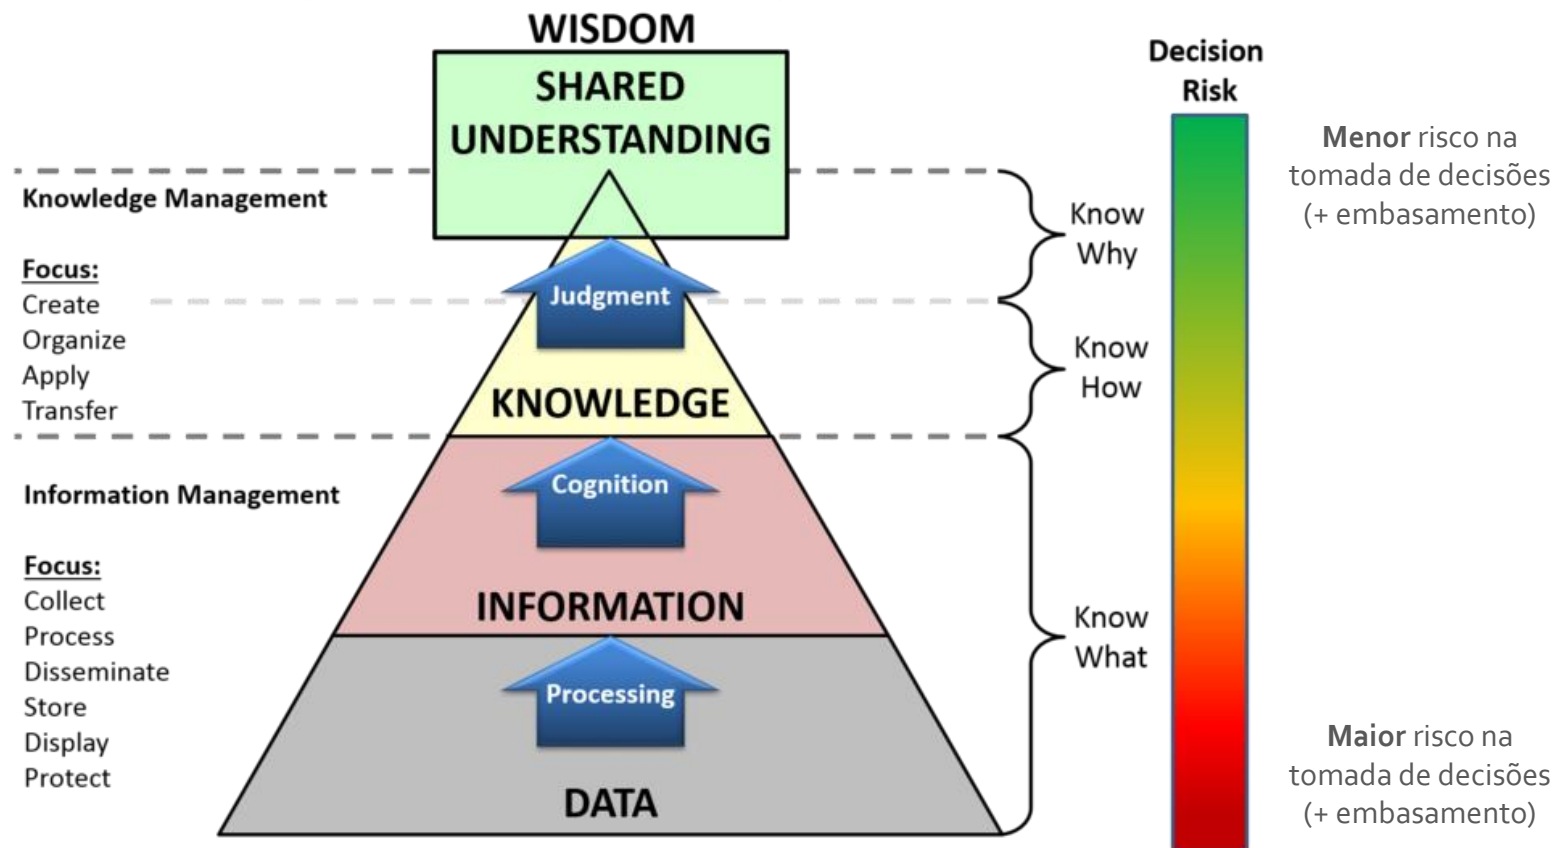 WISDOM
SHARED
UNDERSTANDING
Knowledge Management
Focus:
Create
Organize
Apply
Transfer
Judgment
KNOWLEDGE
Information Management
Focus:
Collect
Process
Disseminate
Store
Display
Protect
Cognition
INFORMATION
Processing
DATA
Know
Why
Know
How
Know
What
Decision
Risk
Menor risco na
tomada de decisões
(+ embasamento)
Maior risco na
tomada de decisões
(+ embasamento)